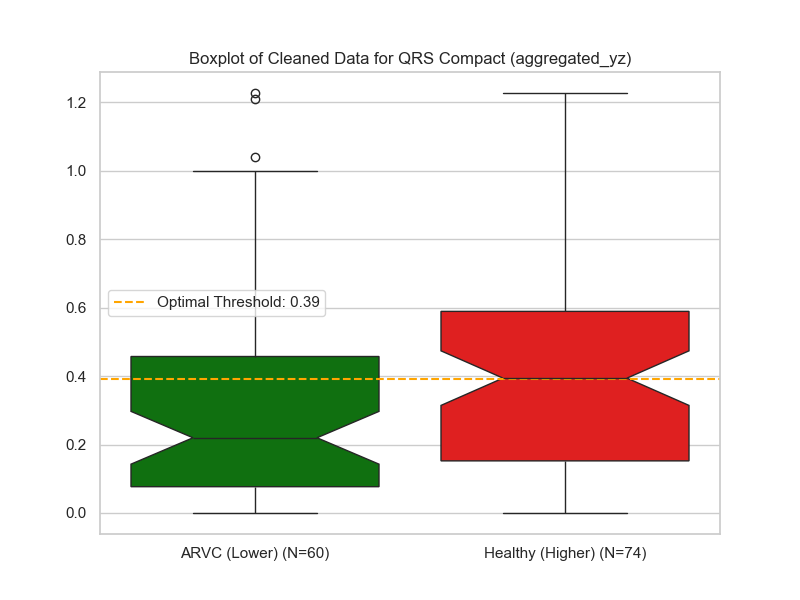 Boxplot of Cleaned Data for QRS Compact (aggregated_yz)
1.2
1.0
0.8
0.6
Optimal Threshold: 0.39
0.4
0.2
0.0
ARVC (Lower) (N=60)
Healthy (Higher) (N=74)